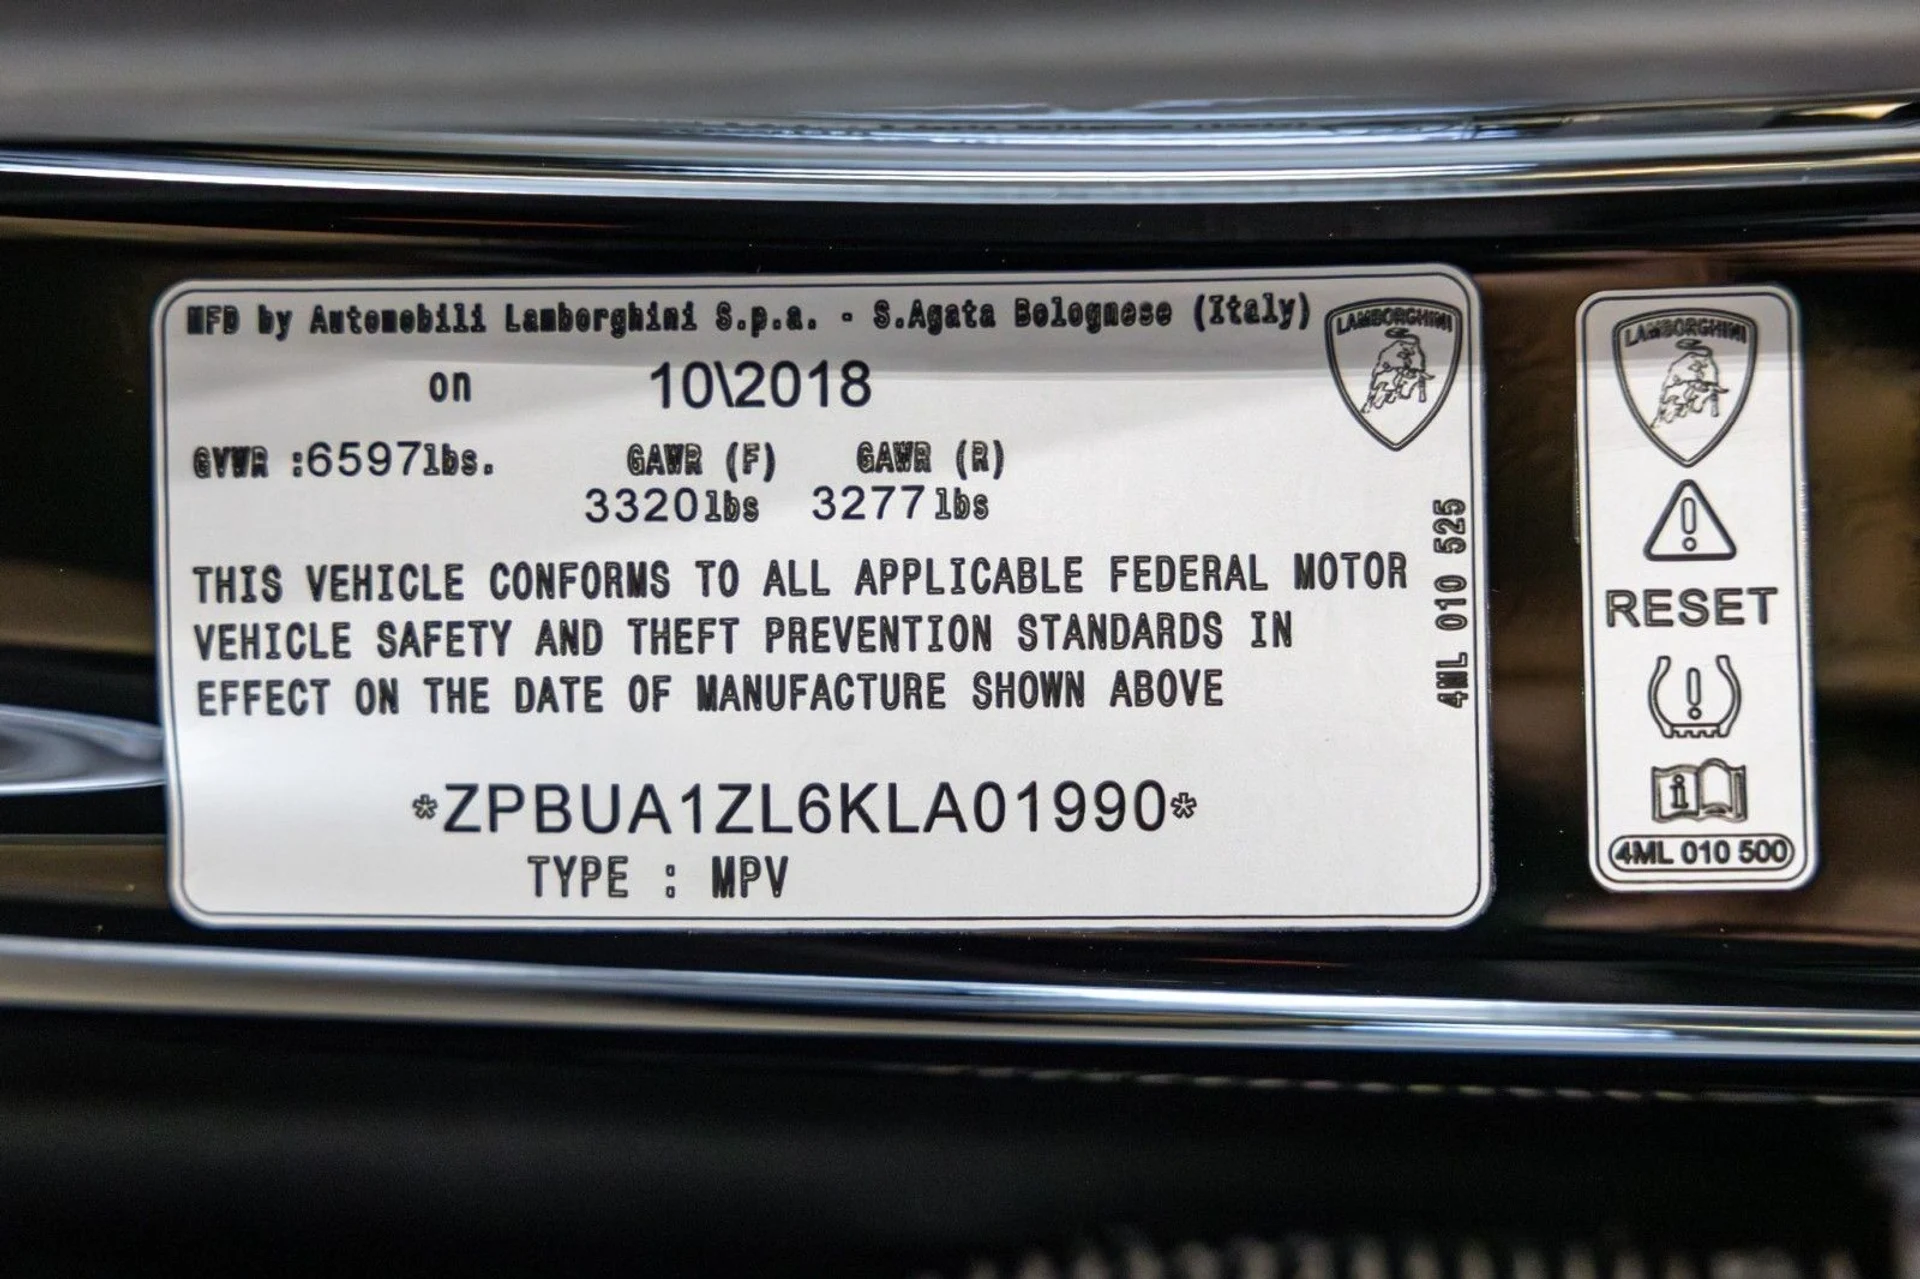 MFD by Automobili Lamborghini S.p.a. - S.Agata Bolognese (Italy)
LAMBORGHINI
on 10\2018
GVWR :6597lbs. GAWR (F) GAWR (R)
3320lbs 3277lbs
THIS VEHICLE CONFORMS TO ALL APPLICABLE FEDERAL MOTOR
VEHICLE SAFETY AND THEFT PREVENTION STANDARDS IN
EFFECT ON THE DATE OF MANUFACTURE SHOWN ABOVE
*ZPBUA1ZL6KLA01990*
TYPE : MPV
4ML 010 525
LAMBORGHINI
RESET
i
4ML 010 500